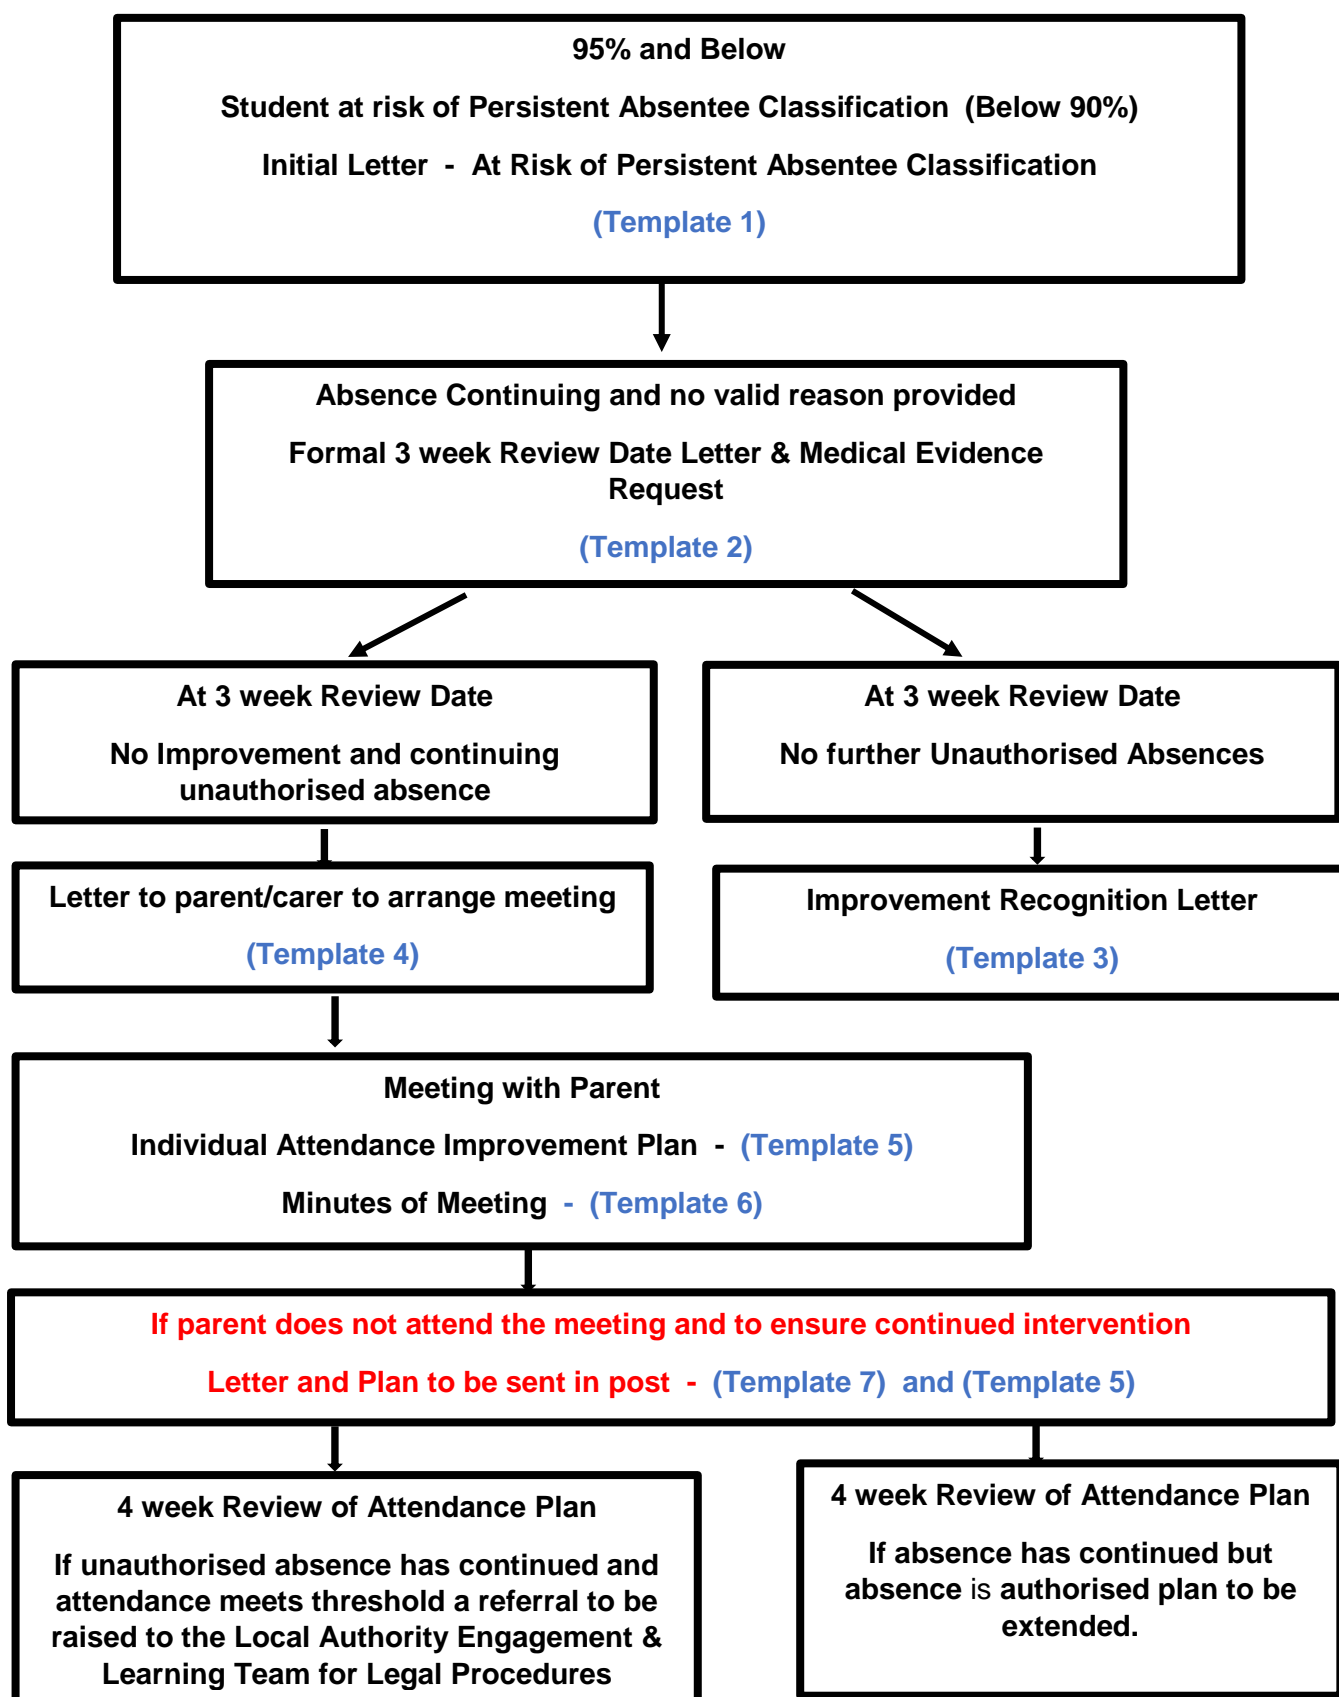 95% and Below
Student at risk of Persistent Absentee Classification (Below 90%)
Initial Letter - At Risk of Persistent Absentee Classification
(Template 1)
Absence Continuing and no valid reason provided
Formal 3 week Review Date Letter & Medical Evidence
Request
(Template 2)
At 3 week Review Date
No Improvement and continuing
unauthorised absence
At 3 week Review Date
No further Unauthorised Absences
Letter to parent/carer to arrange meeting
(Template 4)
Improvement Recognition Letter
(Template 3)
Meeting with Parent
Individual Attendance Improvement Plan - (Template 5)
Minutes of Meeting - (Template 6)
If parent does not attend the meeting and to ensure continued intervention
Letter and Plan to be sent in post - (Template 7) and (Template 5)
4 week Review of Attendance Plan
If unauthorised absence has continued and
attendance meets threshold a referral to be
raised to the Local Authority Engagement &
Learning Team for Legal Procedures
4 week Review of Attendance Plan
If absence has continued but
absence is authorised plan to be
extended.